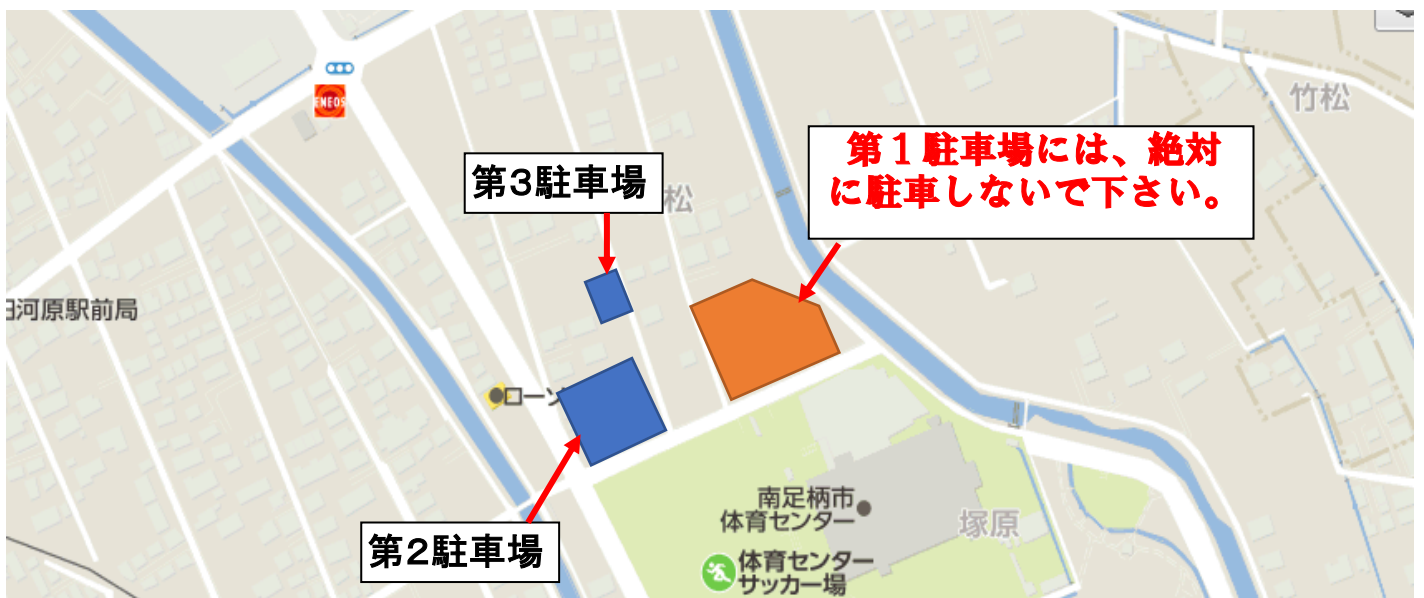 ENEOS
竹松
第1駐車場には、絶対
に駐車しないで下さい。
第3駐車場
松
河原駅前局
ローソ
南足柄市
体育センター
塚原
第2駐車場
体育センター
サッカー場